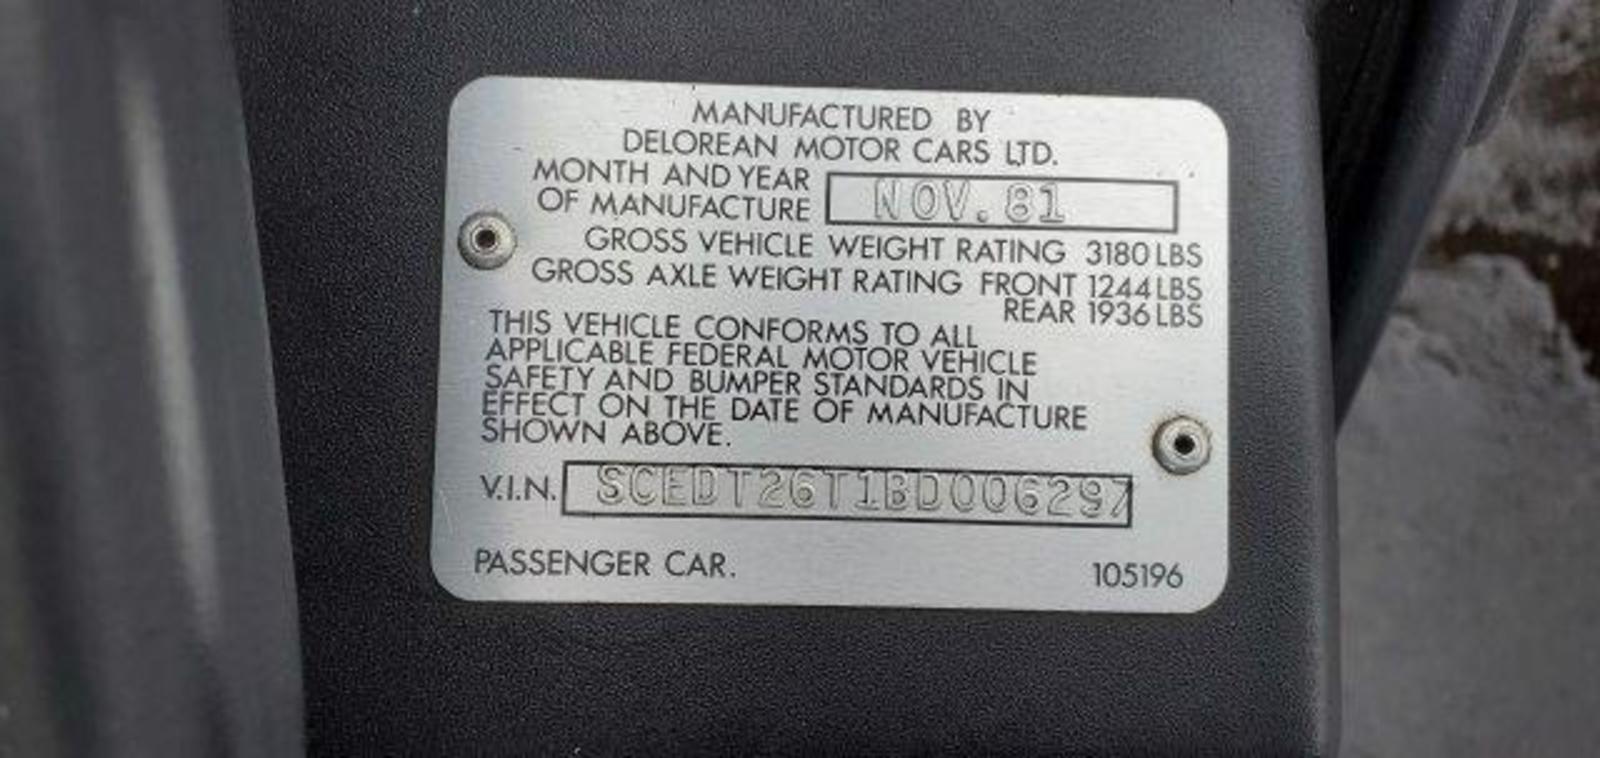 MANUFACTURED BY
DELOREAN MOTOR CARS LTD.
MONTH AND YEAR
OF MANUFACTURE NOV.81
GROSS VEHICLE WEIGHT RATING 3180 LBS
GROSS AXLE WEIGHT RATING FRONT 1244 LBS
REAR 1936 LBS
THIS VEHICLE CONFORMS TO ALL
APPLICABLE FEDERAL MOTOR VEHICLE
SAFETY AND BUMPER STANDARDS IN
EFFECT ON THE DATE OF MANUFACTURE
SHOWN ABOVE.
V.I.N. SCEDT26T1BD006297
PASSENGER CAR. 105196